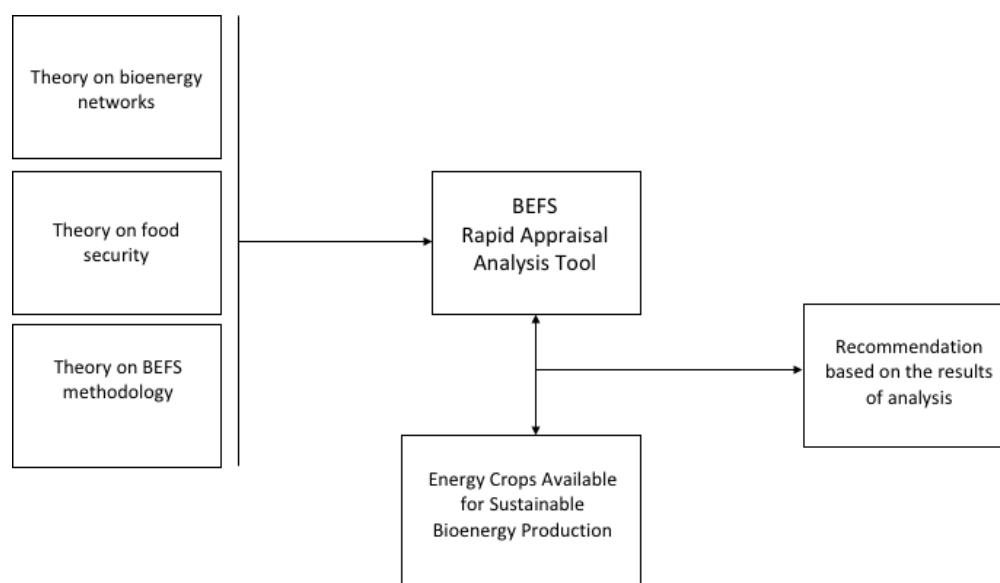 Theory on bioenergy
networks
Theory on food
security
Theory on BEFS
methodology
BEFS
Rapid Appraisal
Analysis Tool
Energy Crops Available
for Sustainable
Bioenergy Production
Recommendation
based on the results
of analysis